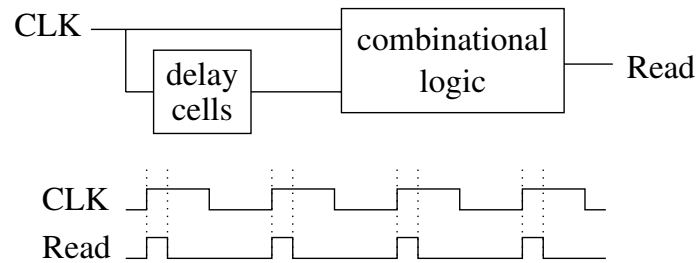 CLK
delay
cells
combinational
logic
Read
CLK
Read